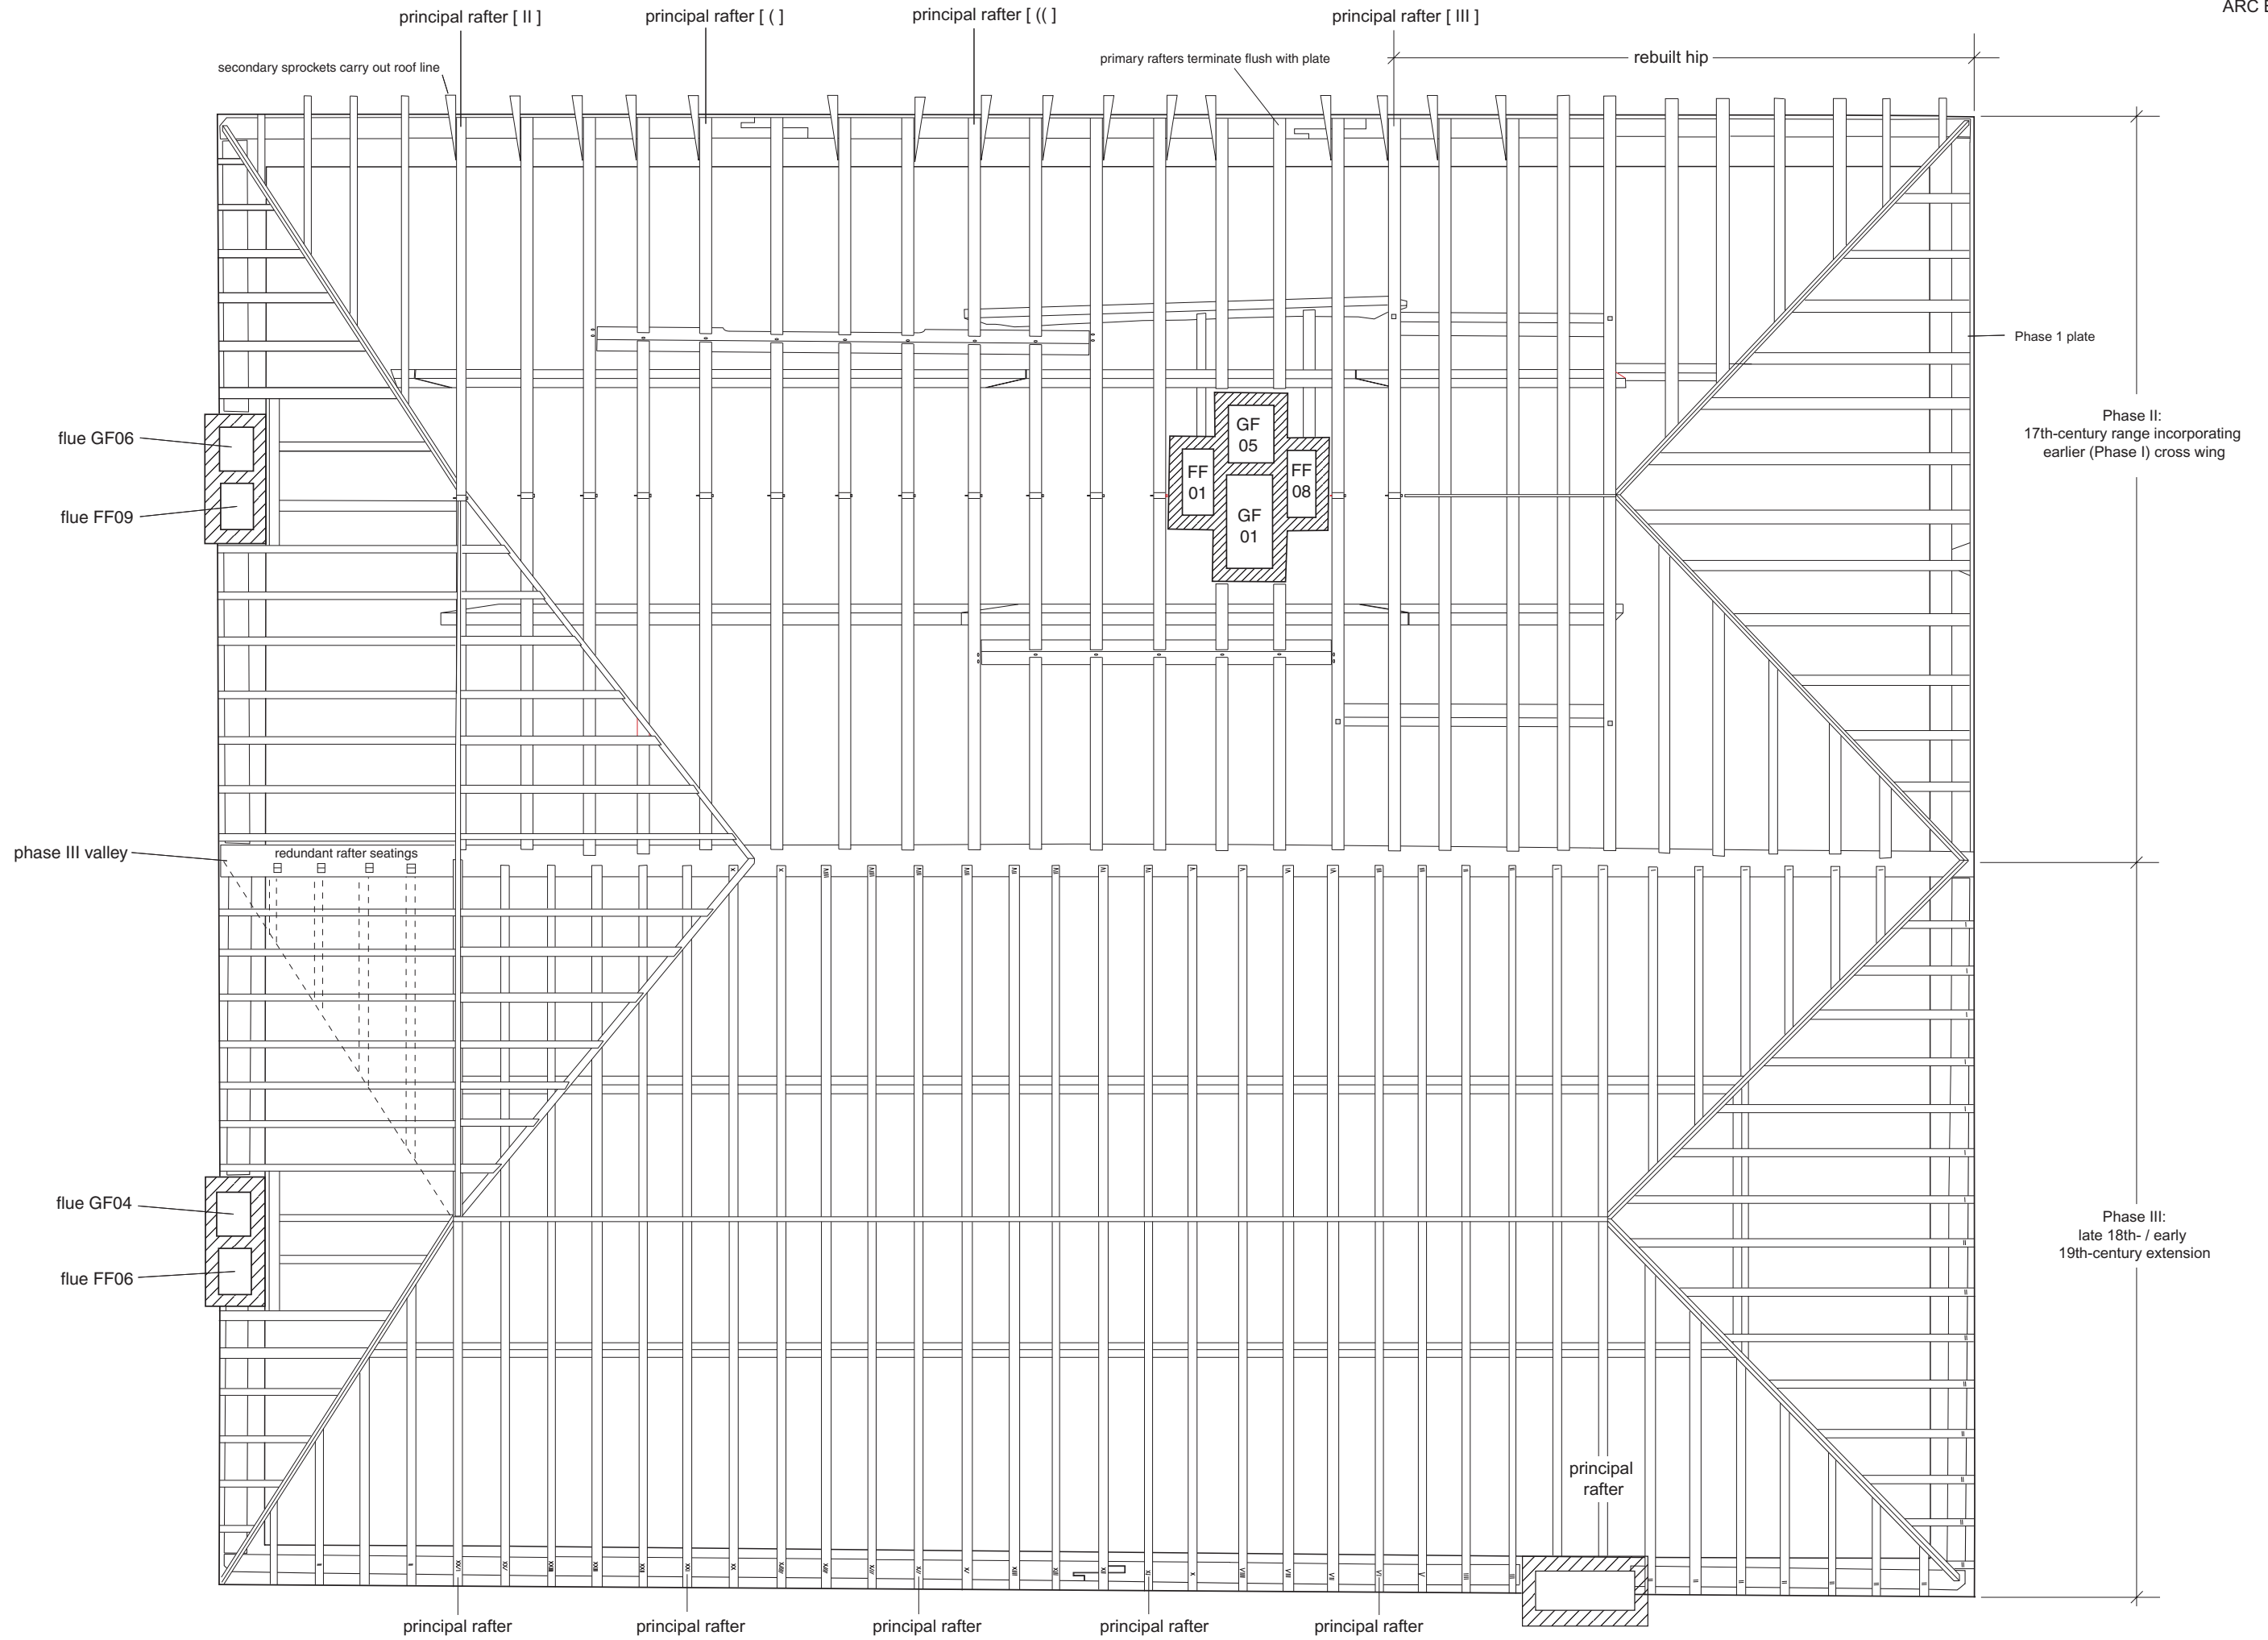 ARC
principal rafter [ II ]
principal rafter [ ( ]
principal rafter [ (( ]
principal rafter [ III ]
secondary sprockets carry out roof line
primary rafters terminate flush with plate
rebuilt hip
Phase 1 plate
Phase II:
17th-century range incorporating
earlier (Phase I) cross wing
flue GF06
flue FF09
GF
05
FF
01
FF
08
GF
01
phase III valley
redundant rafter seatings
flue GF04
flue FF06
Phase III:
late 18th- / early
19th-century extension
principal
rafter
principal rafter
principal rafter
principal rafter
principal rafter
principal rafter